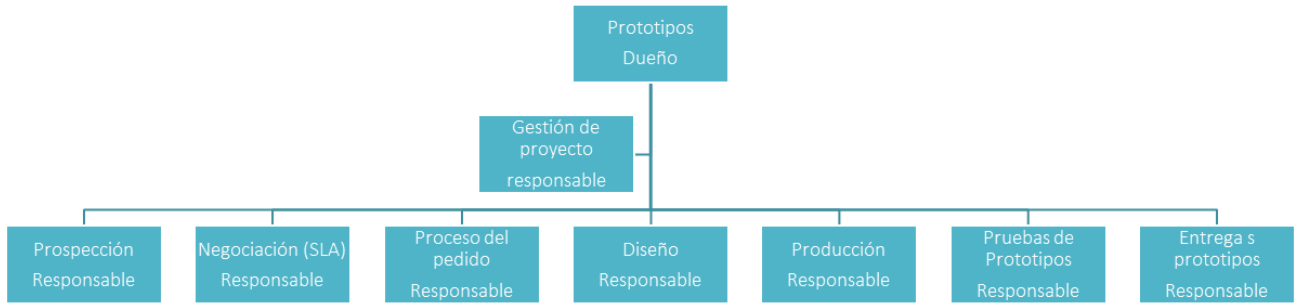 Prototipos
Dueño
Gestión de
proyecto
responsable
Prospección
Responsable
Negociación (SLA)
Responsable
Proceso del
pedido
Responsable
Diseño
Responsable
Producción
Responsable
Pruebas de
Prototipos
Responsable
Entrega s
prototipos
Responsable